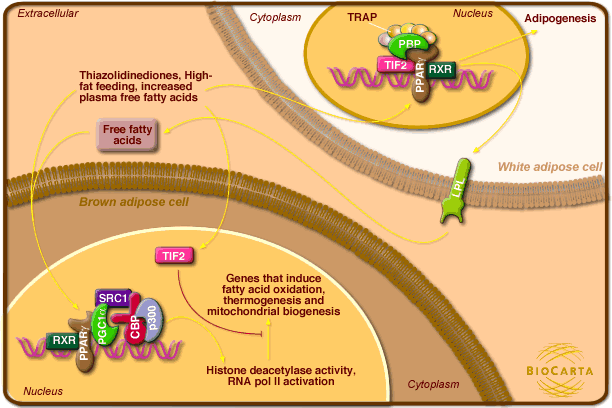 Extracellular
Cytoplasm
TRAP
Nucleus
Adipogenesis
PBP
TIF2
PPARγ
RXR
Thiazolidinediones, High-
fat feeding, increased
plasma free fatty acids
Free fatty
acids
White adipose cell
LPL
Brown adipose cell
TIF2
Genes that induce
fatty acid oxidation,
thermogenesis and
mitochondrial biogenesis
SRC1
RXR
PPARγ
PGC1α
CBP
p300
Histone deacetylase activity,
RNA pol II activation
Nucleus
Cytoplasm
BIOCARTA